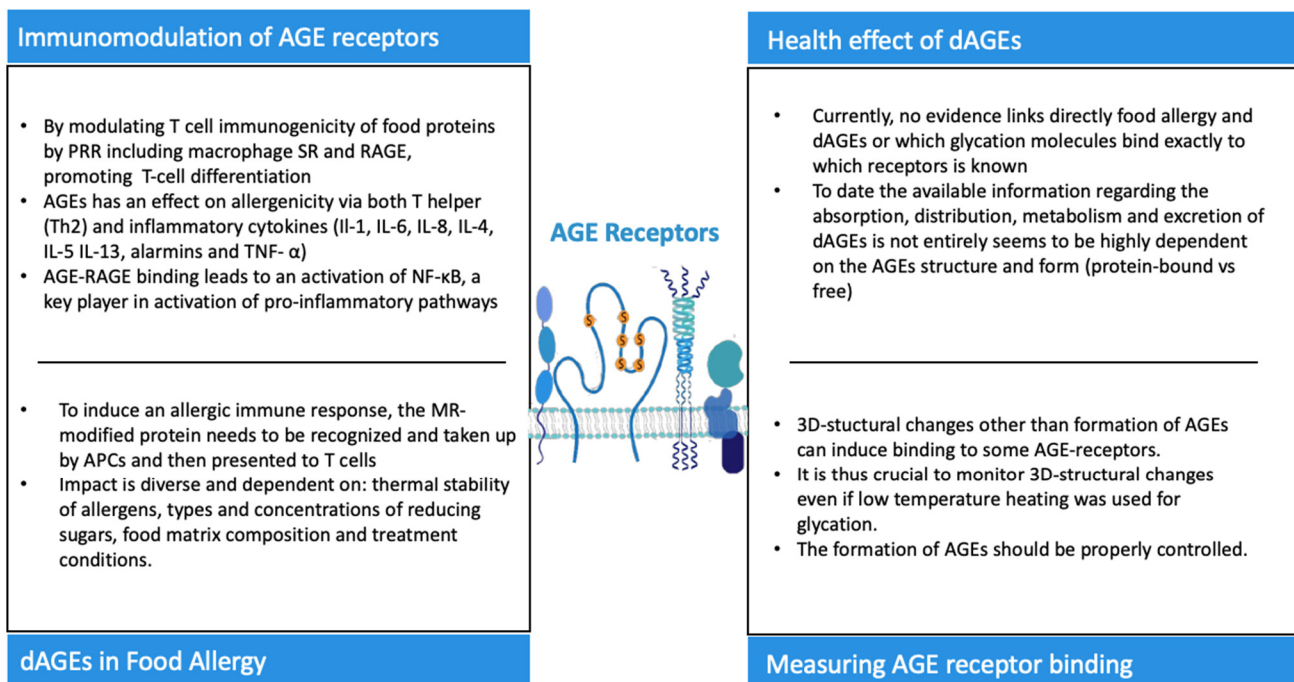 Immunomodulation of AGE receptors
• By modulating T cell immunogenicity of food proteins
by PRR including macrophage SR and RAGE,
promoting T-cell differentiation
• AGEs has an effect on allergenicity via both T helper
(Th2) and inflammatory cytokines (Il-1, IL-6, IL-8, IL-4,
IL-5 IL-13, alarmins and TNF- α)
• AGE-RAGE binding leads to an activation of NF-κB, a
key player in activation of pro-inflammatory pathways
• To induce an allergic immune response, the MR-
modified protein needs to be recognized and taken up
by APCs and then presented to T cells
• Impact is diverse and dependent on: thermal stability
of allergens, types and concentrations of reducing
sugars, food matrix composition and treatment
conditions.
dAGEs in Food Allergy
AGE Receptors
S
S
S
S
S
S
S
Health effect of dAGEs
• Currently, no evidence links directly food allergy and
dAGEs or which glycation molecules bind exactly to
which receptors is known
• To date the available information regarding the
absorption, distribution, metabolism and excretion of
dAGEs is not entirely seems to be highly dependent
on the AGEs structure and form (protein-bound vs
free)
• 3D-stuctural changes other than formation of AGEs
can induce binding to some AGE-receptors.
• It is thus crucial to monitor 3D-structural changes
even if low temperature heating was used for
glycation.
• The formation of AGEs should be properly controlled.
Measuring AGE receptor binding